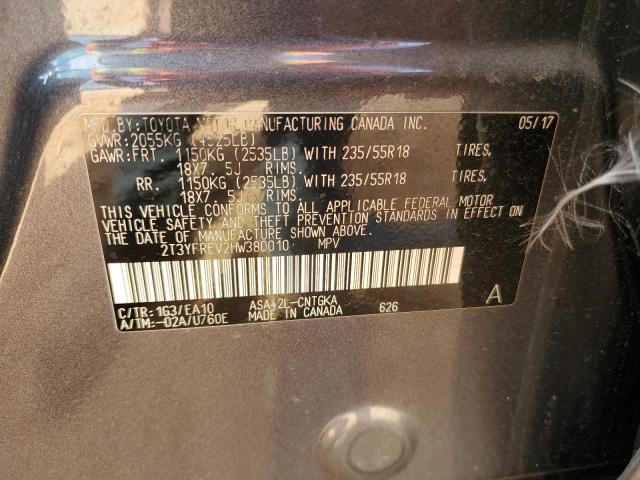 MFD.BY:TOYOTA MOTOR MANUFACTURING CANADA INC. 05/17
GVWR:2055KG (4525LB)
GAWR:FRT. 1150KG (2535LB) WITH 235/55R18 TIRES,
18X7.5J RIMS.
RR. 1150KG (2535LB) WITH 235/55R18 TIRES,
18X7.5J RIMS.
THIS VEHICLE CONFORMS TO ALL APPLICABLE FEDERAL MOTOR
VEHICLE SAFETY AND THEFT PREVENTION STANDARDS IN EFFECT ON
THE DATE OF MANUFACTURE SHOWN ABOVE.
2T3YFREV2HW380010 MPV
C/TR:1G3/EA10 ASA42L-CNTGKA 626 A
A/TM:-02A/U760E MADE IN CANADA